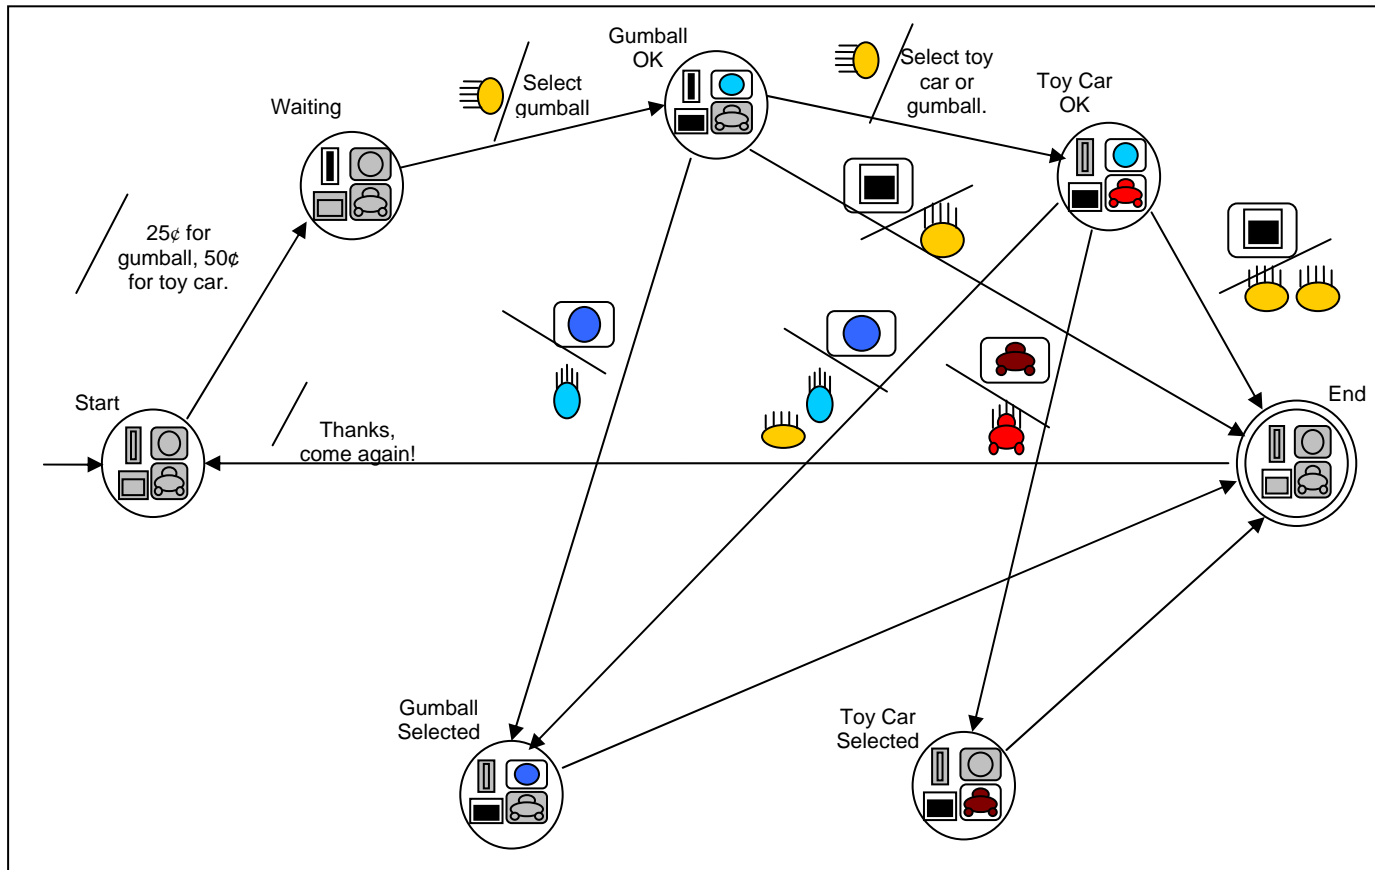 Gumball
OK
Select toy
car or
gumball.
Toy Car
OK
Select
gumball
Waiting
25¢ for
gumball, 50¢
for toy car.
Start
Thanks,
come again!
End
Gumball
Selected
Toy Car
Selected